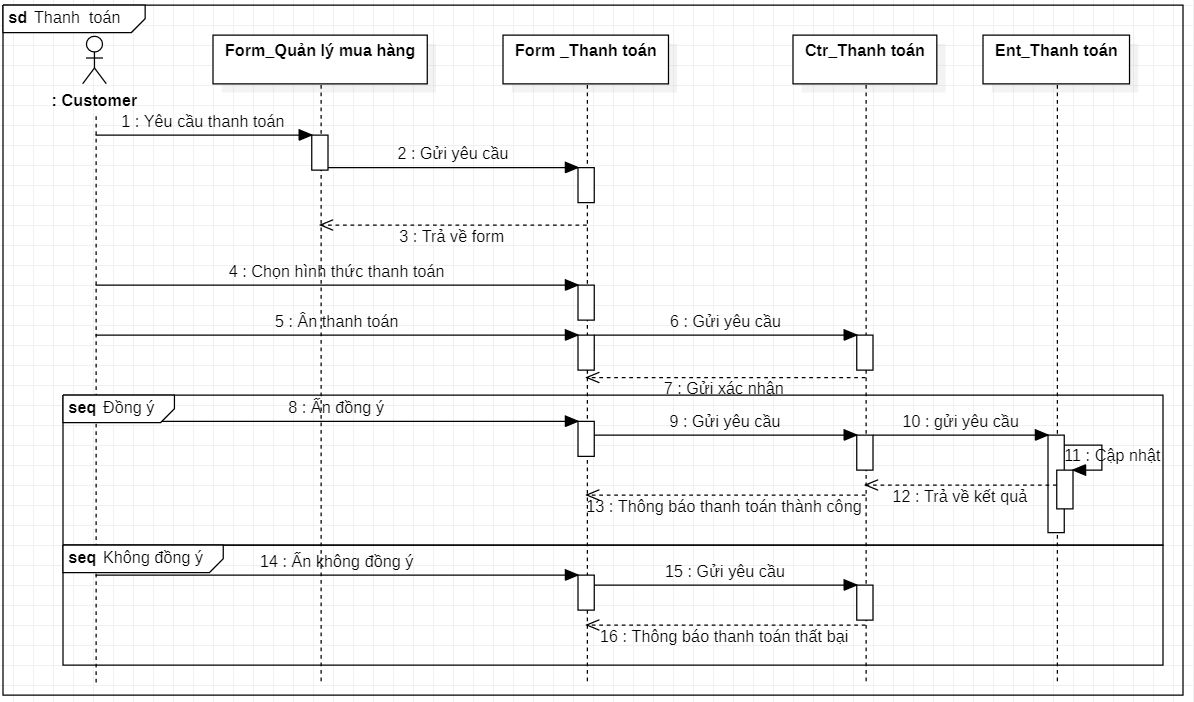 sd Thanh toán
Form_Quản lý mua hàng
Form _Thanh toán
Ctr_Thanh toán
Ent_Thanh toán
: Customer
1 : Yêu cầu thanh toán
2 : Gửi yêu cầu
3 : Trả về form
4 : Chọn hình thức thanh toán
5 : Ân thanh toán
6 : Gửi yêu cầu
7 : Gửi xác nhận
seq Đồng ý
8 : Ấn đồng ý
9 : Gửi yêu cầu
10 : gửi yêu cầu
11 : Cập nhật
12 : Trả về kết quả
13 : Thông báo thanh toán thành công
seq Không đồng ý
14 : Ấn không đồng ý
15 : Gửi yêu cầu
16 : Thông báo thanh toán thất bại